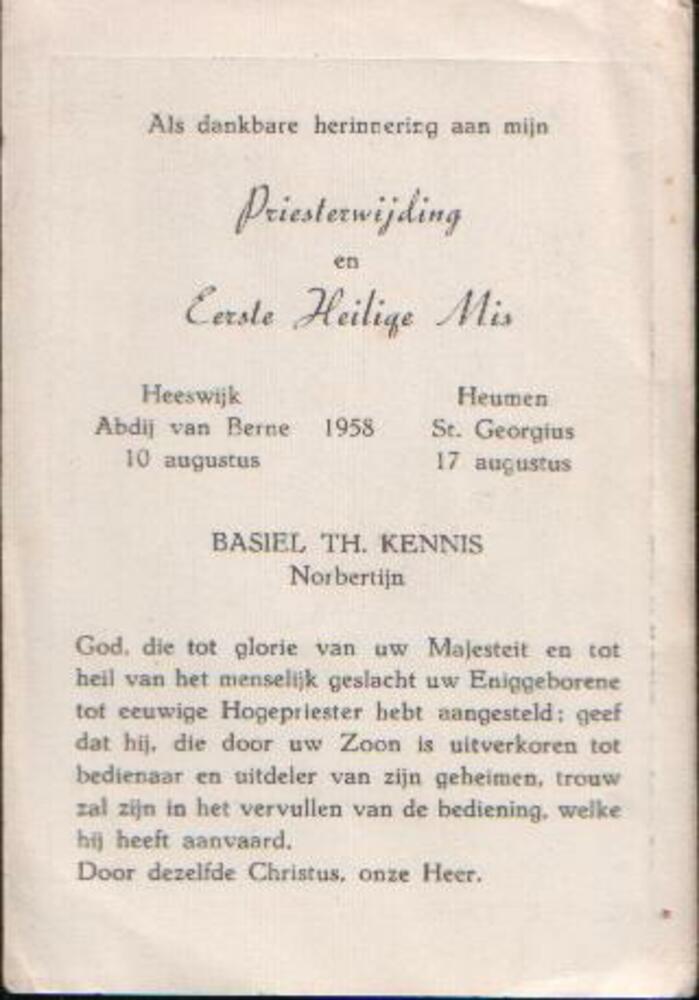 Als dankbare herinnering aan mijn
Priesterwijding
en
Eerste Heilige Mis
Heeswijk
Abdij van Berne
10 augustus
1958
Heumen
St. Georgius
17 augustus
BASIEL TH. KENNIS
Norbertijn
God, die tot glorie van uw Majesteit en tot
heil van het menselijk geslacht uw Eniggeborene
tot eeuwige Hogepriester hebt aangesteld; geef
dat hij, die door uw Zoon is uitverkoren tot
bedienaar en uitdeler van zijn geheimen, trouw
zal zijn in het vervullen van de bediening, welke
hij heeft aanvaard.
Door dezelfde Christus, onze Heer.